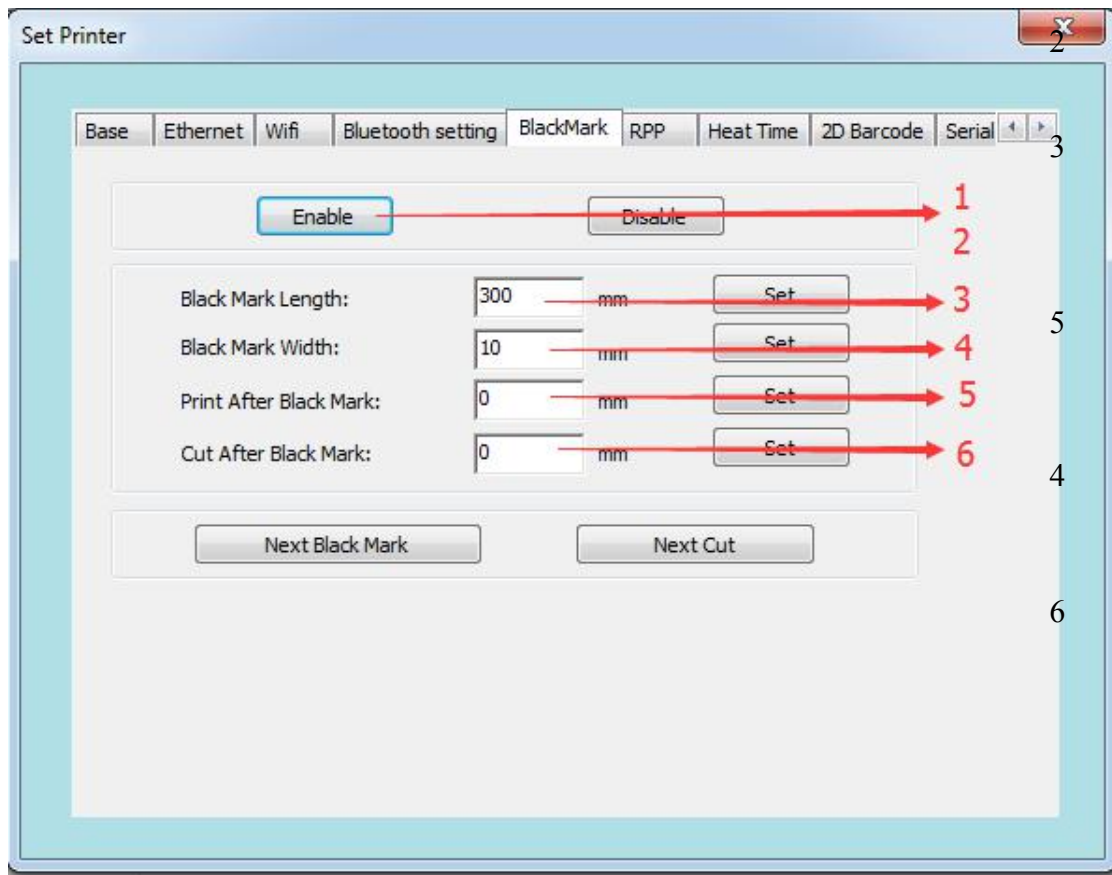 Set Printer
2
Base Ethernet Wifi Bluetooth setting BlackMark RPP Heat Time 2D Barcode Serial
3
Enable Disable 1
2
Black Mark Length: 300 mm Set 3
5
Black Mark Width: 10 mm Set 4
Print After Black Mark: 0 mm Set 5
Cut After Black Mark: 0 mm Set 6
4
Next Black Mark Next Cut
6